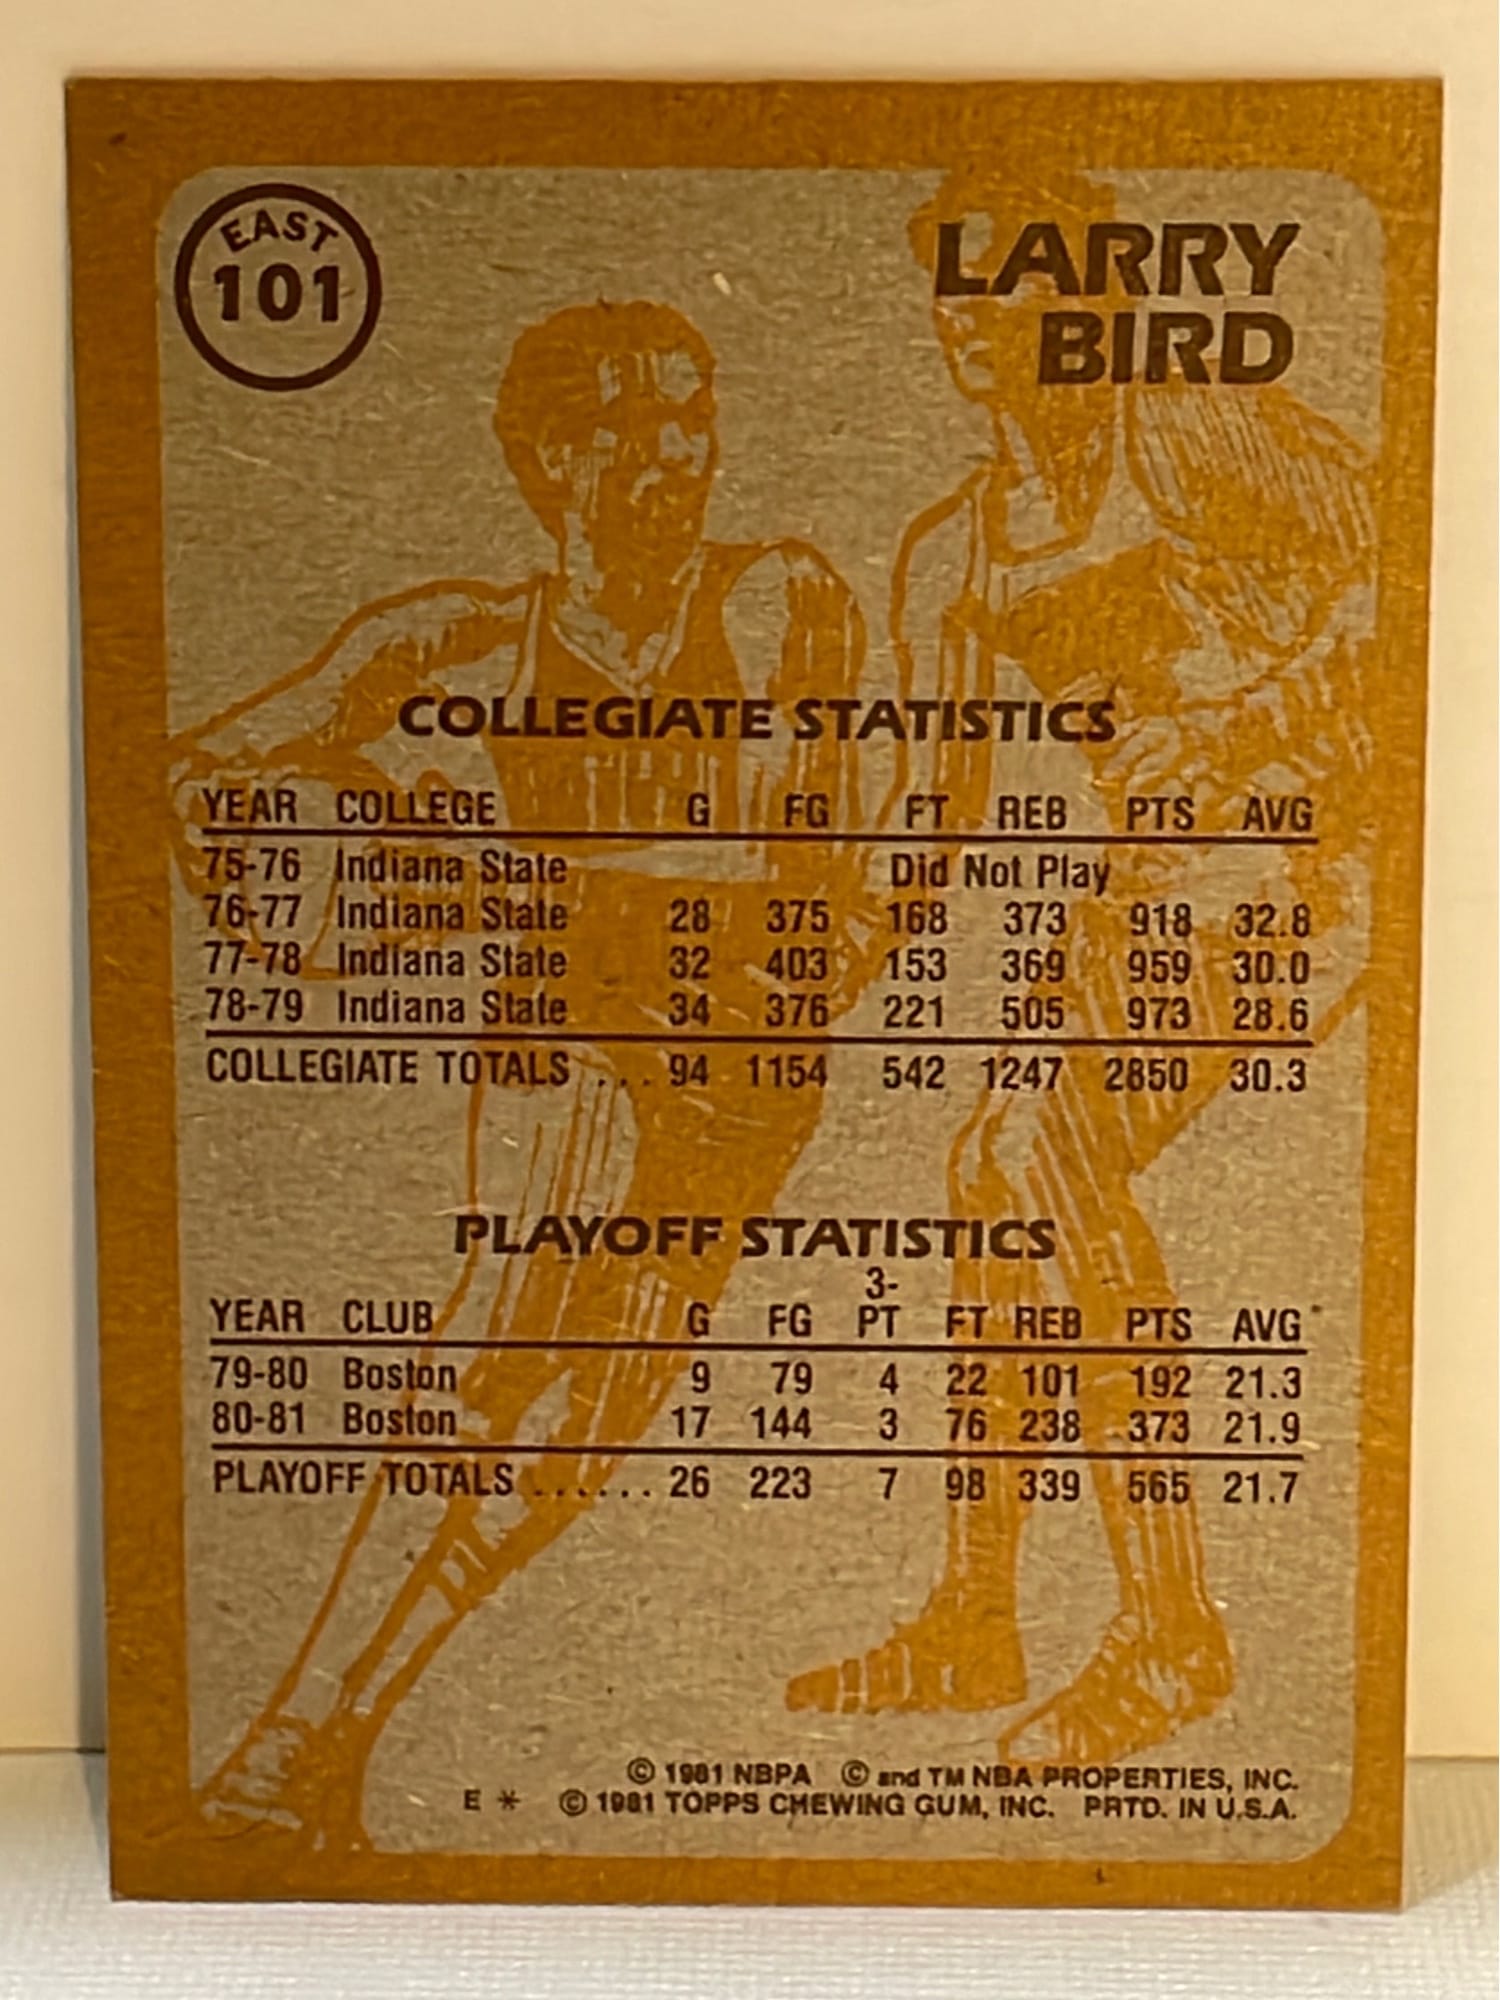 EAST
101
LARRY
BIRD
COLLEGIATE STATISTICS
YEAR COLLEGE G FG FT REB PTS AVG
75-76 Indiana State Did Not Play
76-77 Indiana State 28 375 168 373 918 32.8
77-78 Indiana State 32 403 153 369 959 30.0
78-79 Indiana State 34 376 221 505 973 28.6
COLLEGIATE TOTALS ... 94 1154 542 1247 2850 30.3
PLAYOFF STATISTICS
3-
YEAR CLUB G FG PT FT REB PTS AVG
79-80 Boston 9 79 4 22 101 192 21.3
80-81 Boston 17 144 3 76 238 373 21.9
PLAYOFF TOTALS ...... 26 223 7 98 339 565 21.7
© 1981 NBPA © and TM NBA PROPERTIES, INC.
E * © 1981 TOPPS CHEWING GUM, INC. PRTD. IN U.S.A.